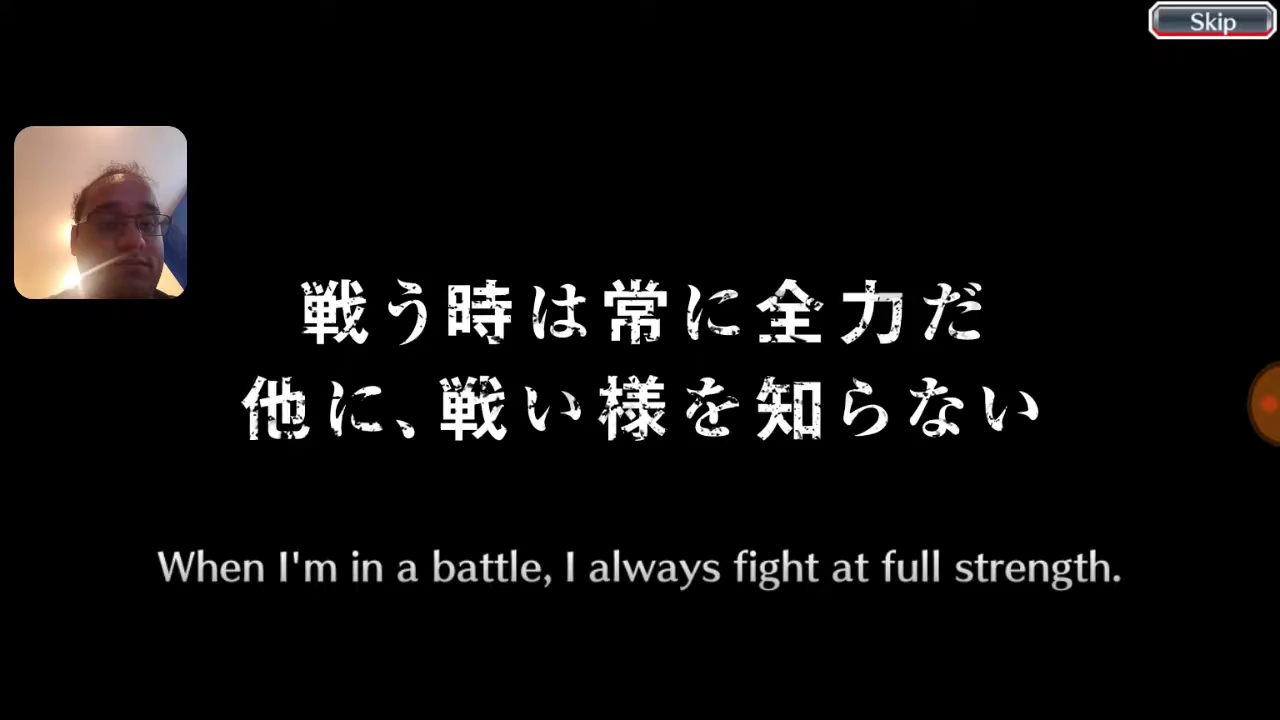 Skip
戦う時は常に全力だ
他に、戦い様を知らない
When I'm in a battle, I always fight at full strength.